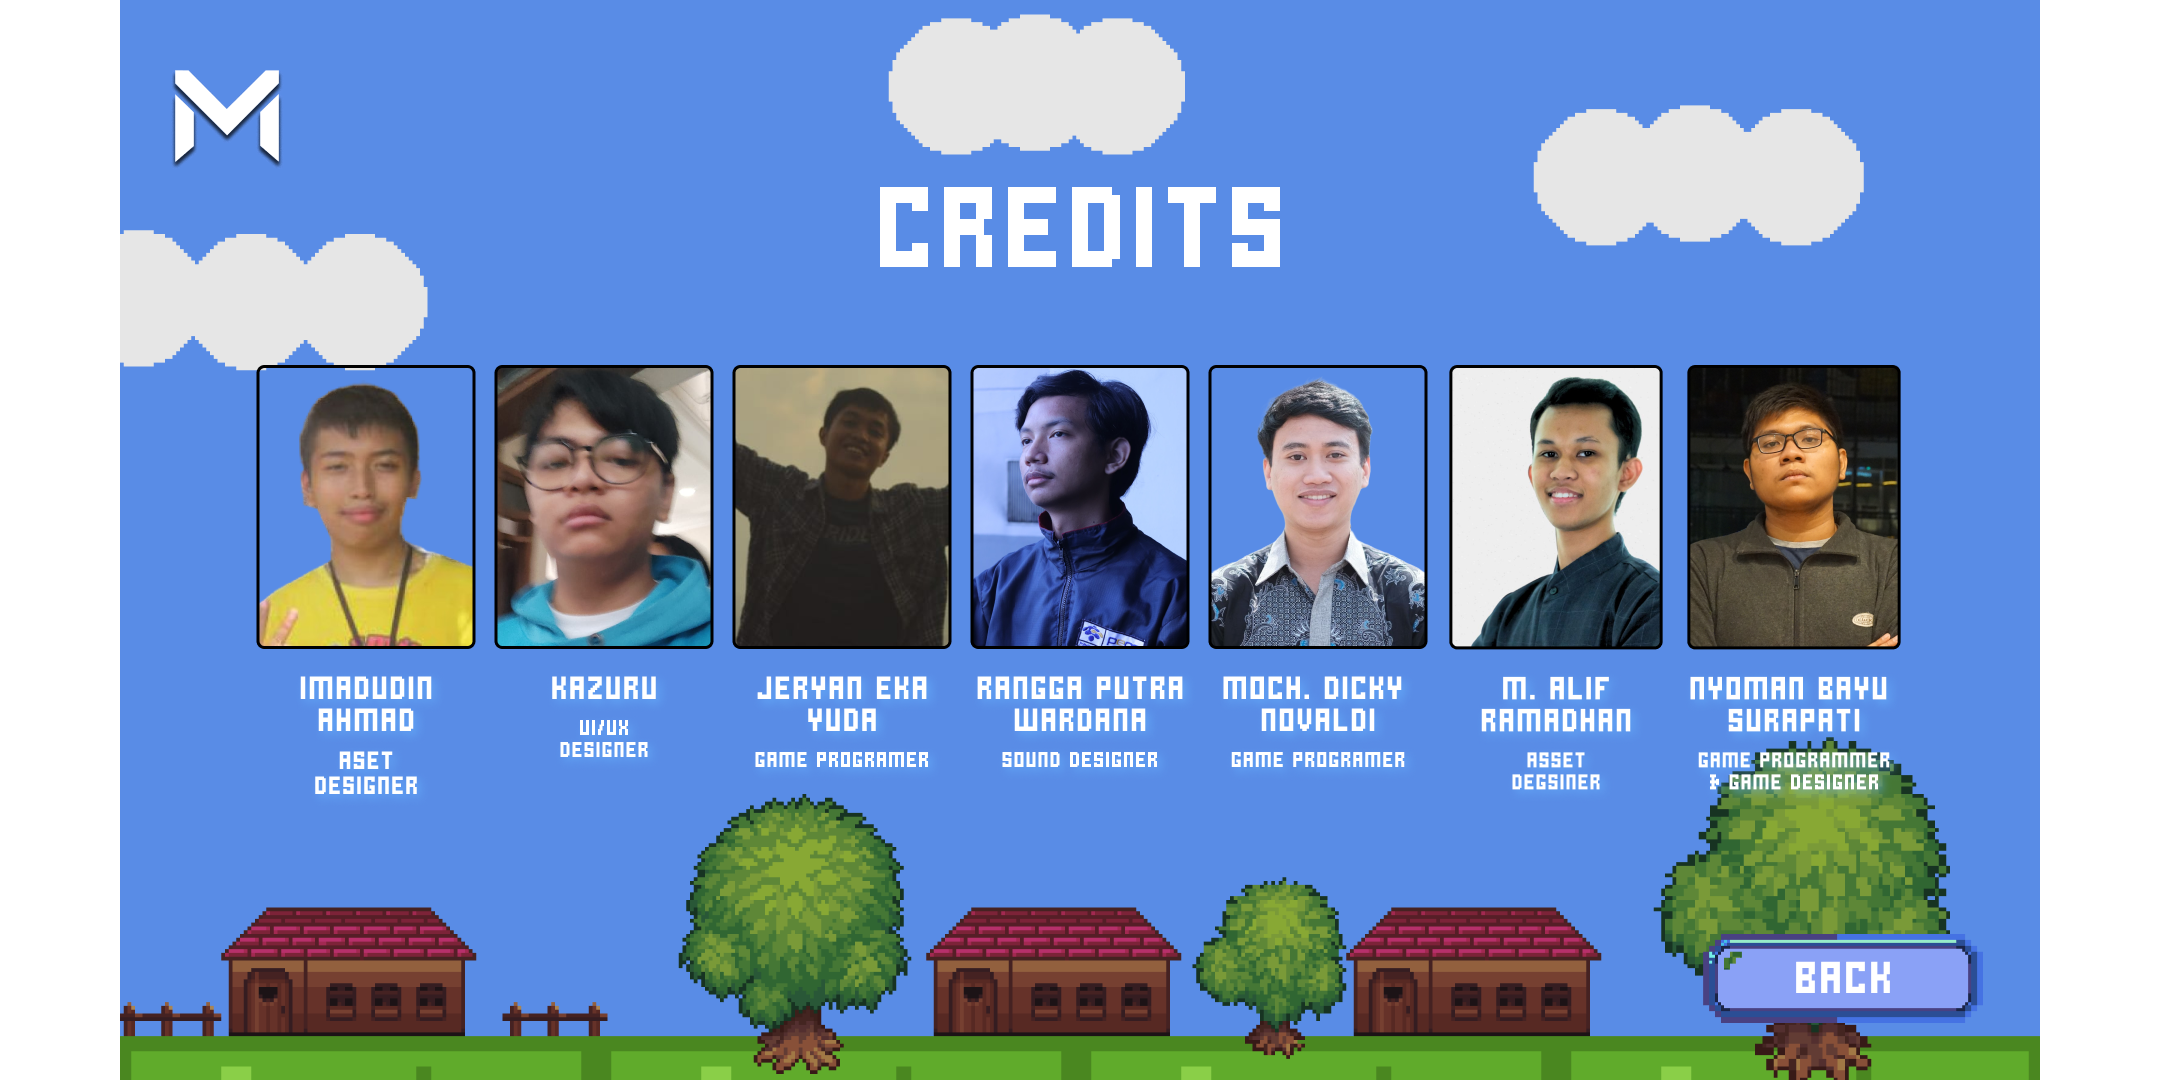 CREDITS
IMADUDIN
AHMAD
ASET
DESIGNER
KAZURU
UI/UX
DESIGNER
JERYAN EKA
YUDA
GAME PROGRAMER
RANGGA PUTRA
WARDANA
SOUND DESIGNER
MOCH. DICKY
NOVALDI
GAME PROGRAMER
M. ALIF
RAMADHAN
ASSET
DEGSINER
NYOMAN BAYU
SURAPATI
GAME PROGRAMMER
& GAME DESIGNER
BACK